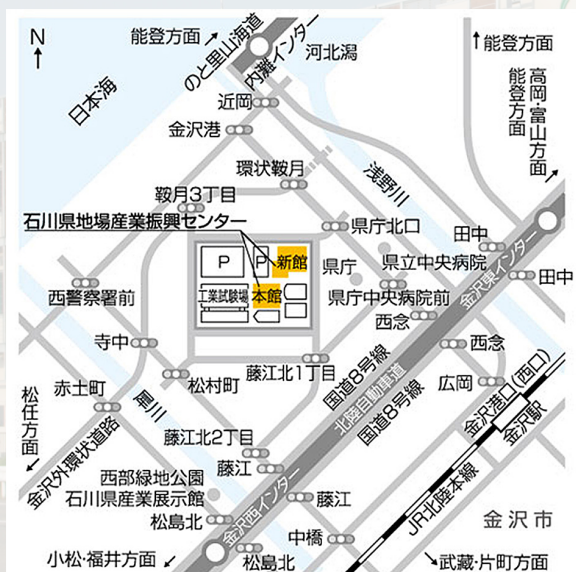 N
能登方面
のと里山海道
内灘インター
河北潟
能登方面
高岡・富山方面
能登方面
日本海
近岡
金沢港
環状鞍月
浅野川
鞍月3丁目
石川県地場産業振興センター
県庁北口
田中
P
P
新館
県庁
県立中央病院
金沢東インター
田中
西警察署前
工業試験場
本館
県庁中央病院前
西念
寺中
西念
藤江北1丁目
国道8号線
北陸自動車道
国道8号線
広岡
金沢港口(西口)
金沢駅
松任方面
赤土町
犀川
松村町
金沢外環状道路
藤江北2丁目
藤江
西部緑地公園
石川県産業展示館
金沢西インター
藤江
JR北陸本線
松島北
金沢市
中橋
小松・福井方面
松島北
武蔵・片町方面